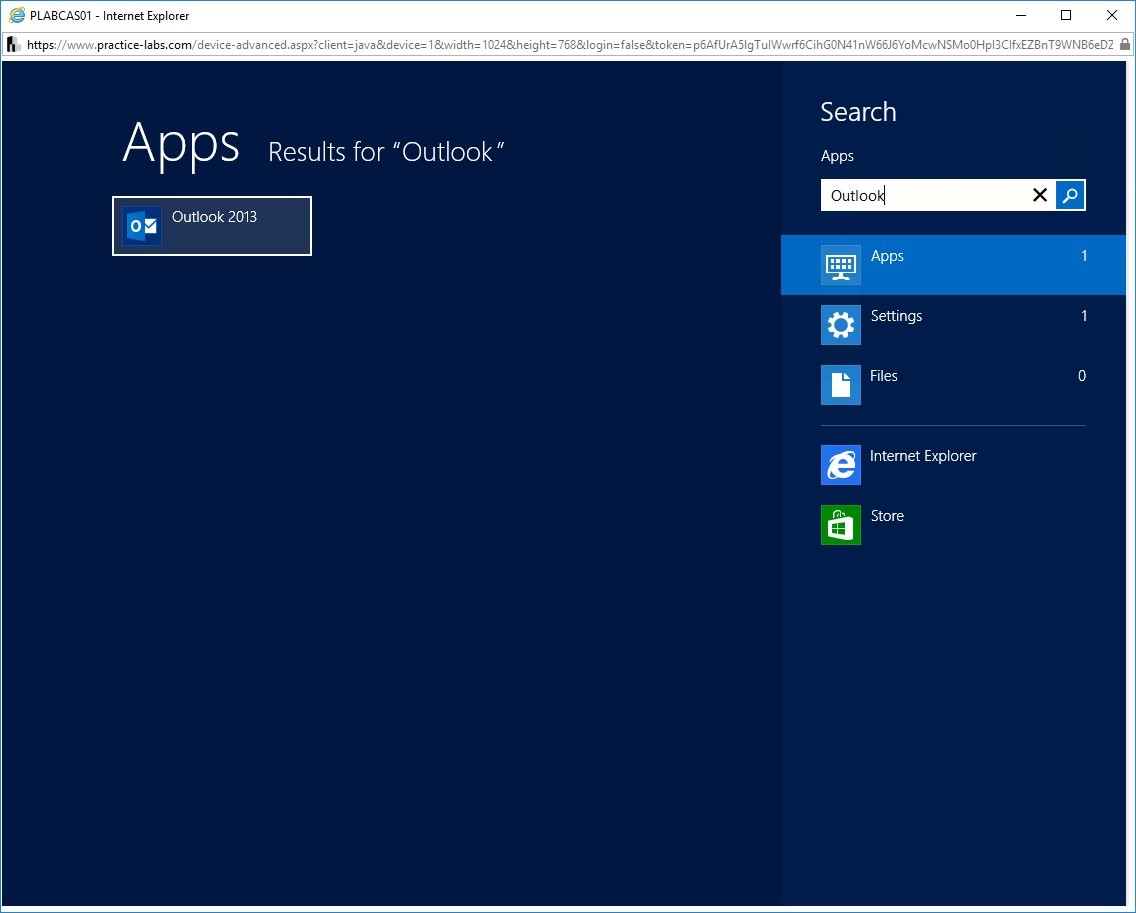 PLABCAS01 - Internet Explorer
https://www.practice-labs.com/device-advanced.aspx?client=java&device=1&width=1024&height=768&login=false&token=
Apps Results for “Outlook”
Outlook 2013
Search
Apps
Outlook
Apps 1
Settings 1
Files 0
Internet Explorer
Store